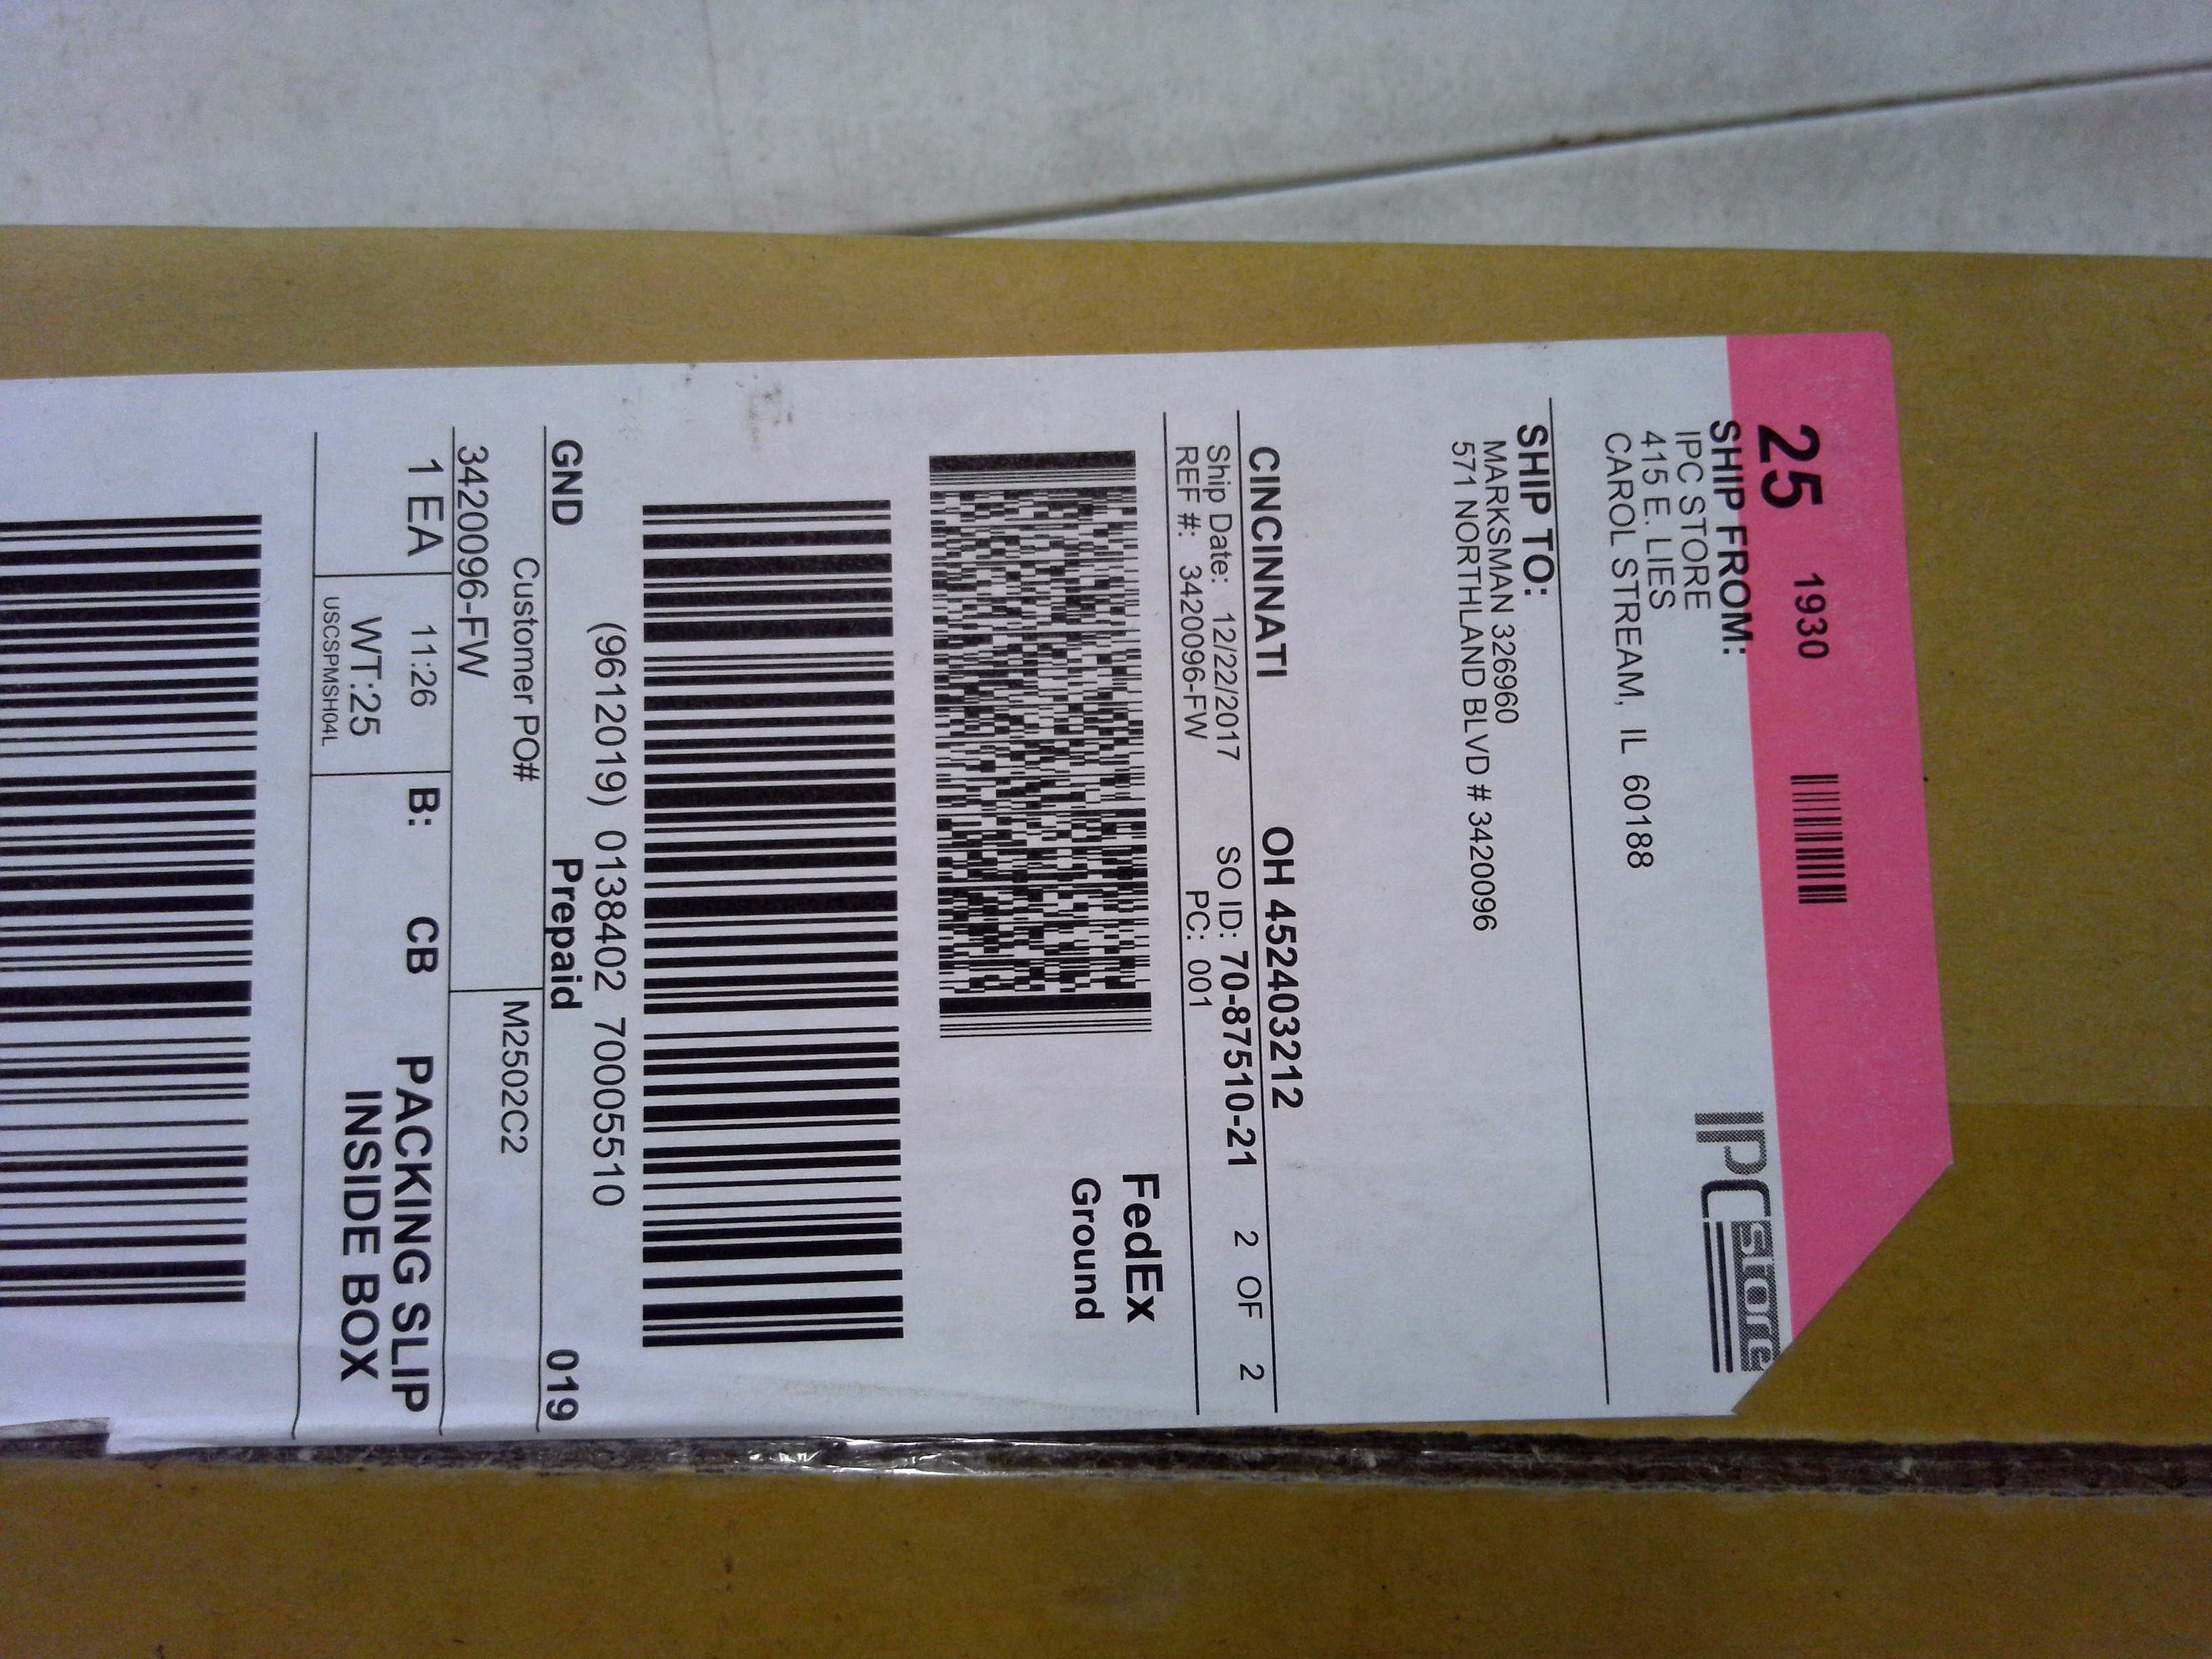 25 1930
SHIP FROM:
IPC STORE
415 E. LIES
CAROL STREAM, IL 60188
IPC store
SHIP TO:
MARKSMAN 326960
571 NORTHLAND BLVD # 3420096
CINCINNATI OH 452403212
Ship Date: 12/22/2017 SO ID: 70-87510-21 2 OF 2
REF #: 3420096-FW PC: 001
FedEx
Ground
(9612019) 0138402 70005510
GND Prepaid 019
Customer PO# M2502C2
3420096-FW
1 EA 11:26 B: CB PACKING SLIP
WT:25 INSIDE BOX
USCSPMSH04L